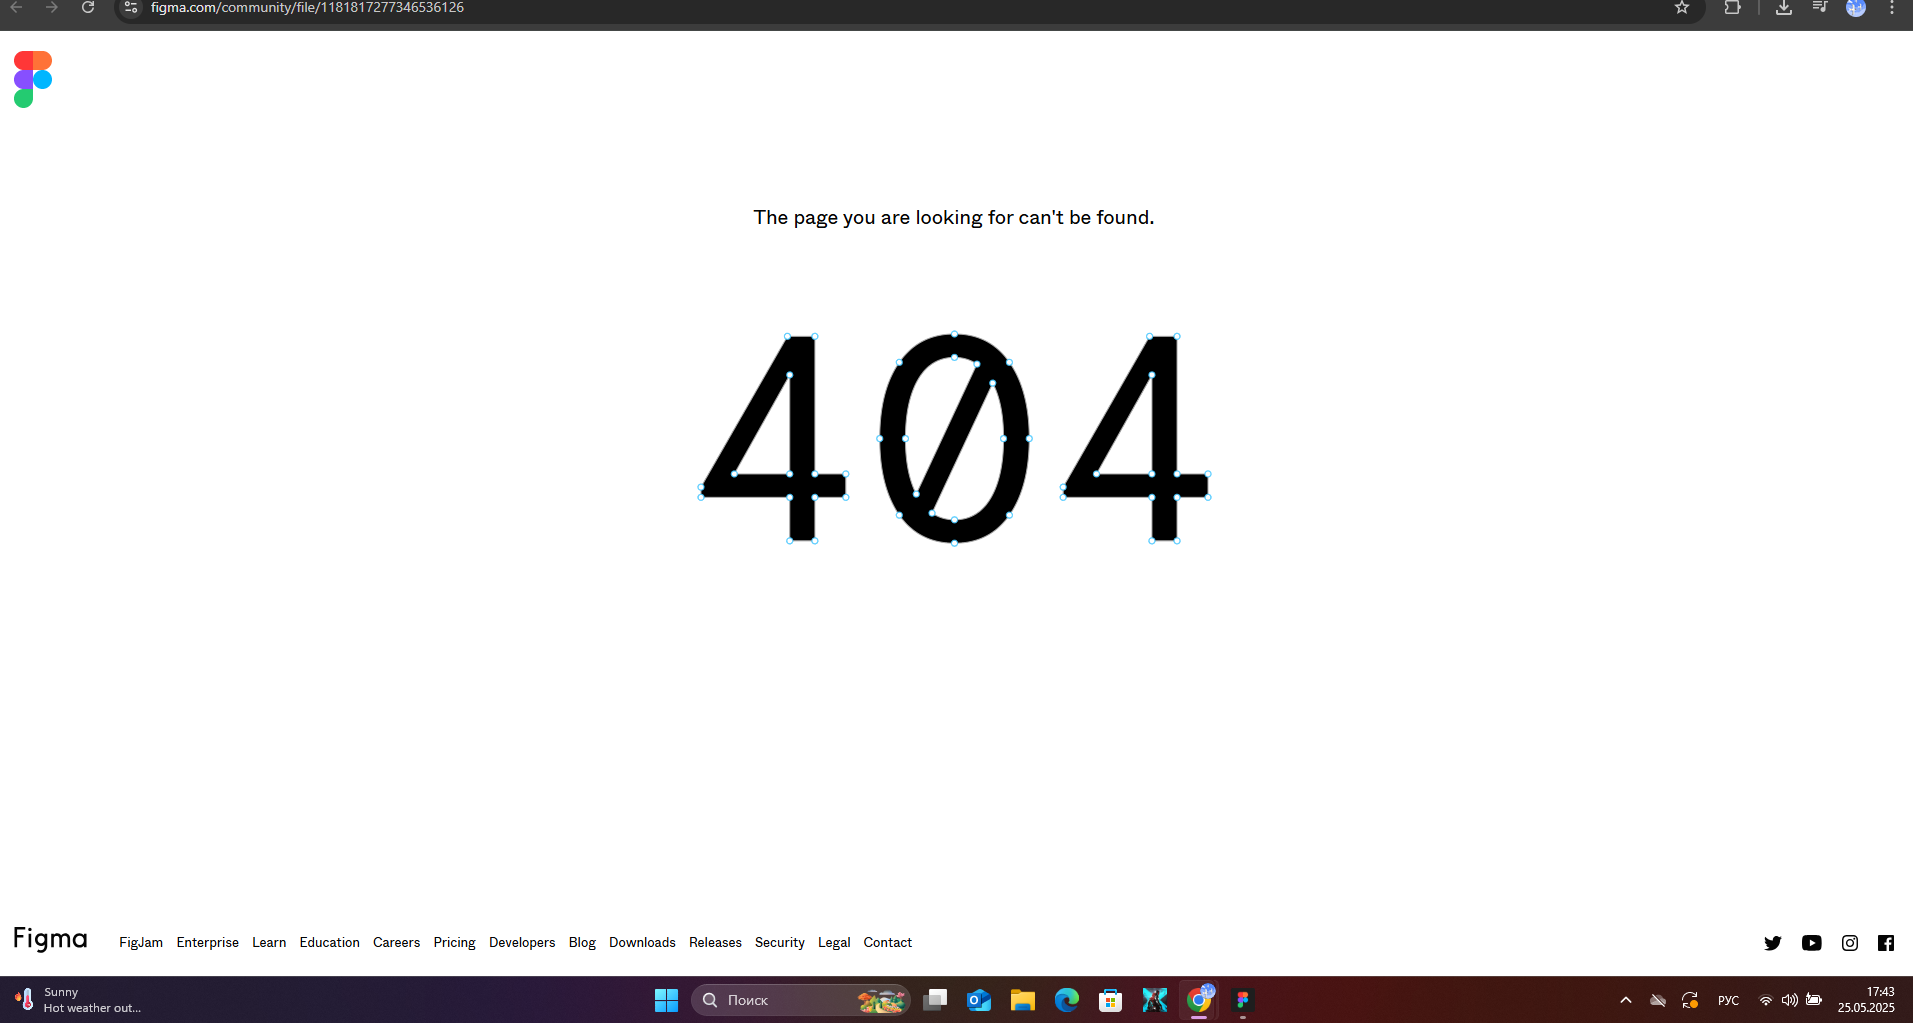 figma.com/community/file/1181817277346536126
The page you are looking for can't be found.
404
Figma FigJam Enterprise Learn Education Careers Pricing Developers Blog Downloads Releases Security Legal Contact
Sunny
Hot weather out...
Поиск
РУС
17:43
25.05.2025